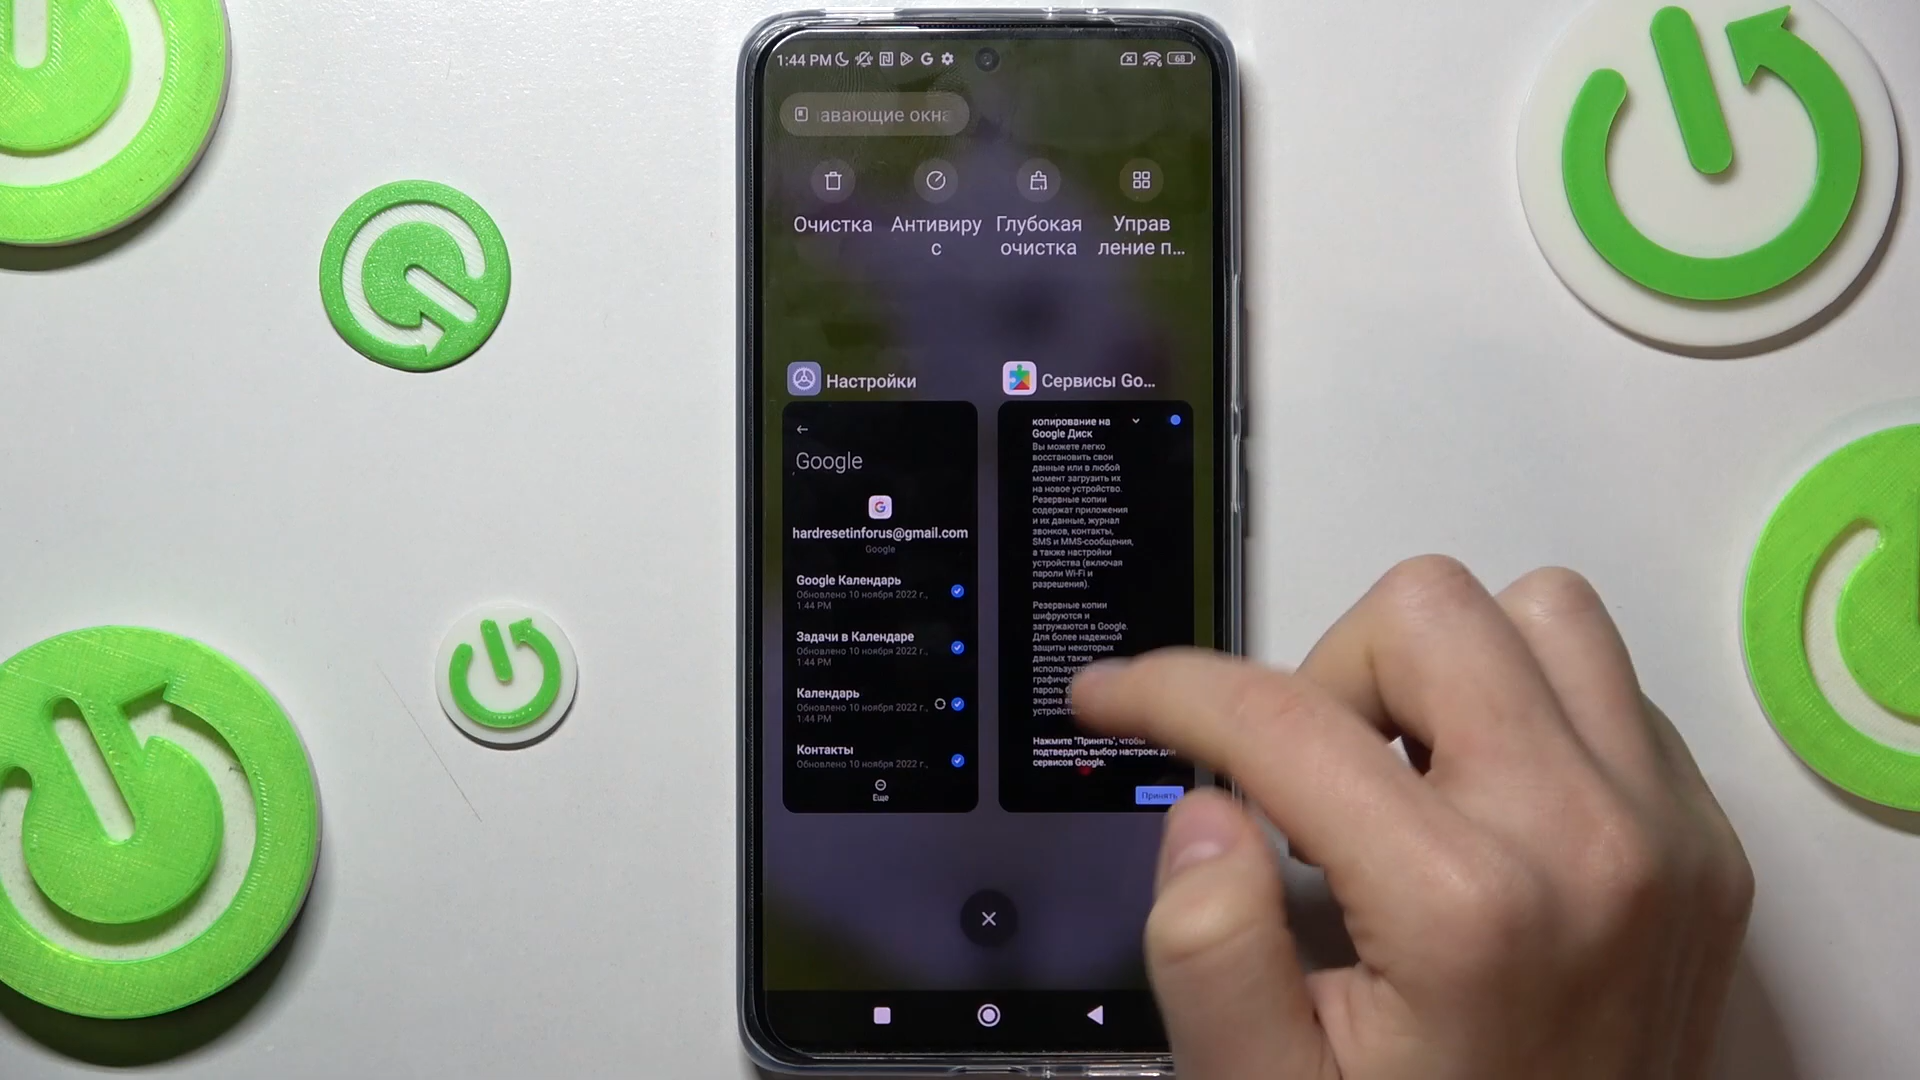 1:44 PM
68
авающие окна
Очистка
Антивиру
с
Глубокая
очистка
Управ
ление п...
Настройки
Google
hardresetinforus@gmail.com
Google
Google Календарь
Обновлено 10 ноября 2022 г.,
1:44 PM
Задачи в Календаре
Обновлено 10 ноября 2022 г.,
1:44 PM
Календарь
Обновлено 10 ноября 2022 г.,
1:44 PM
Контакты
Обновлено 10 ноября 2022 г.,
Еще
Сервисы Go...
копирование на
Google Диск
Вы можете легко
восстановить свои
данные или в любой
момент загрузить их
на новое устройство.
Резервные копии
содержат приложения
и их данные, журнал
звонков, контакты,
SMS и MMS-сообщения,
а также настройки
устройства (включая
пароли Wi-Fi и
разрешения).
Резервные копии
шифруются и
загружаются в Google.
Для более надежной
защиты некоторых
данных также
пароль
экрана
Нажмите "Принять", чтобы
подтвердить выбор настроек для
сервисов Google.
Принять